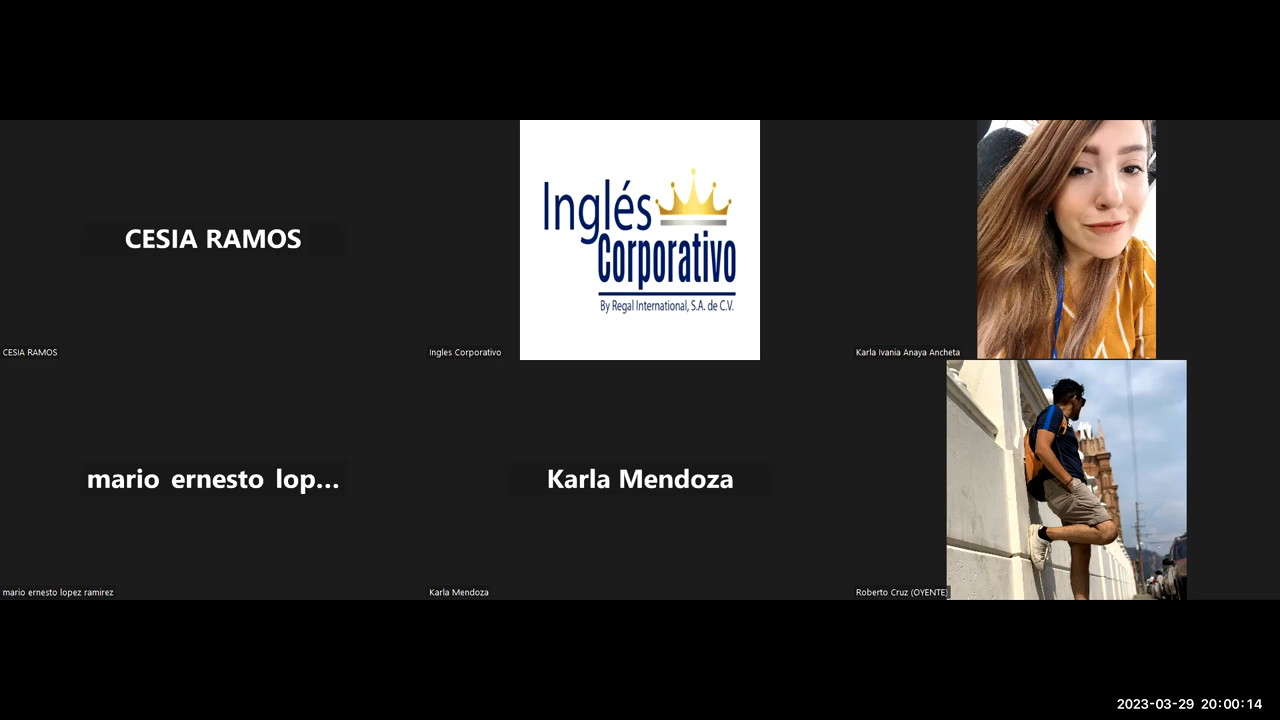 CESIA RAMOS
Inglés
Corporativo
By Regal International, S.A. de C.V.
CESIA RAMOS
Ingles Corporativo
Karla Ivania Anaya Ancheta
mario ernesto lop...
Karla Mendoza
mario ernesto lopez ramirez
Karla Mendoza
Roberto Cruz (OYENTE)
2023-03-29 20:00:14